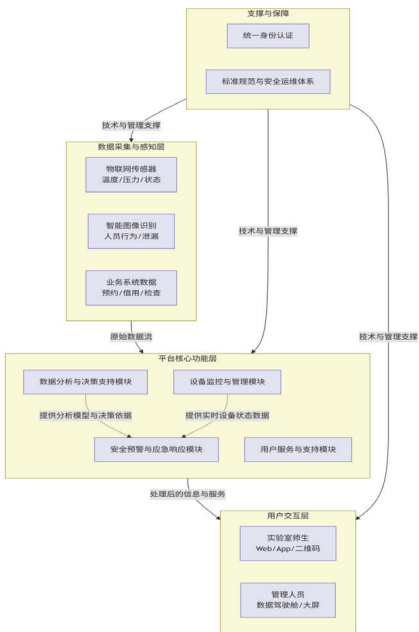 支撑与保障
统一身份认证
标准规范与安全运维体系
技术与管理支撑
数据采集与感知层
物联网传感器
温度/压力/状态
智能图像识别
人员行为/泄漏
业务系统数据
预约/借用/检查
技术与管理支撑
技术与管理支撑
原始数据流
平台核心功能层
数据分析与决策支持模块
设备监控与管理模块
提供分析模型与决策依据
提供实时设备状态数据
安全预警与应急响应模块
用户服务与支持模块
处理后的信息与服务
用户交互层
实验室师生
Web/App/二维码
管理人员
数据驾驶舱/大屏